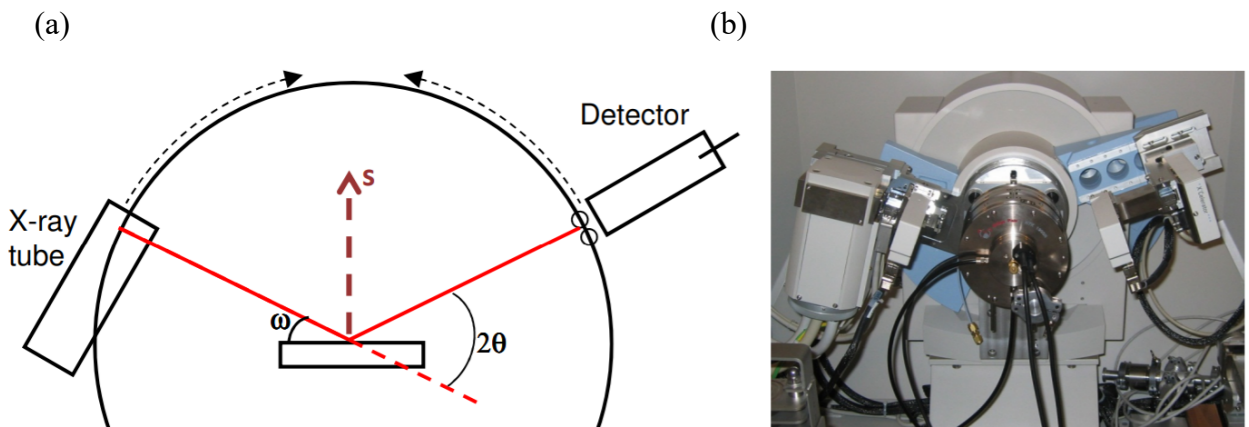 (a)
(b)
Detector
s
X-ray
tube
ω
2θ